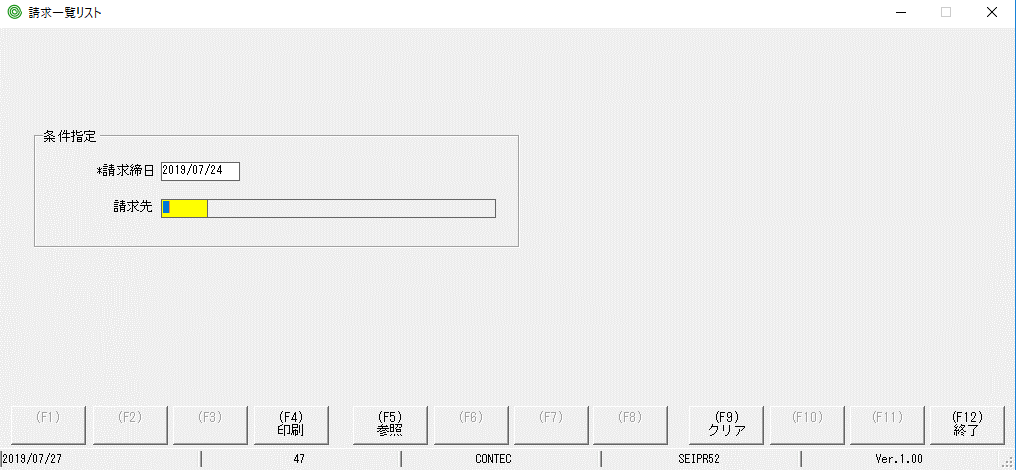 請求一覧リスト
条件指定
*請求締日 2019/07/24
請求先
(F1) (F2) (F3) (F4) (F5) (F6) (F7) (F8) (F9) (F10) (F11) (F12)
印刷 参照 クリア 終了
2019/07/27 47 CONTEC SEIPR52 Ver.1.00